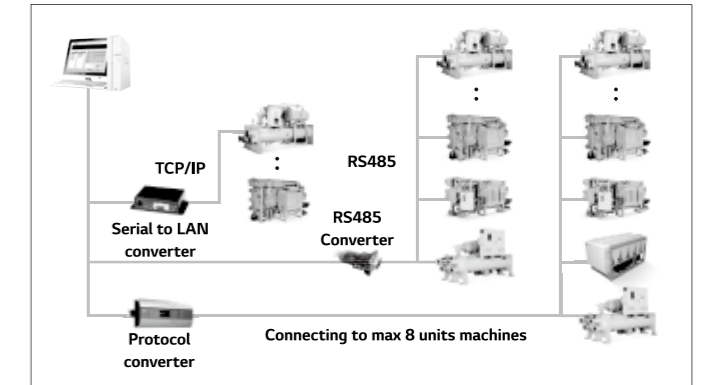 TCP/IP
Serial to LAN
converter
RS485
RS485
Converter
Protocol
converter
Connecting to max 8 units machines